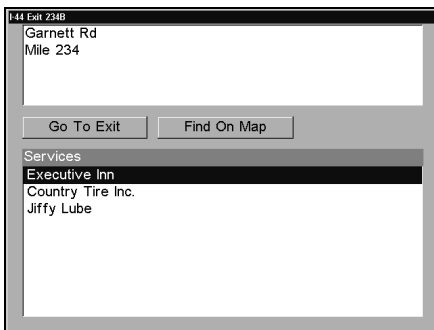 I-44 Exit 234B
Garnett Rd
Mile 234
Go To Exit
Find On Map
Services
Executive Inn
Country Tire Inc.
Jiffy Lube